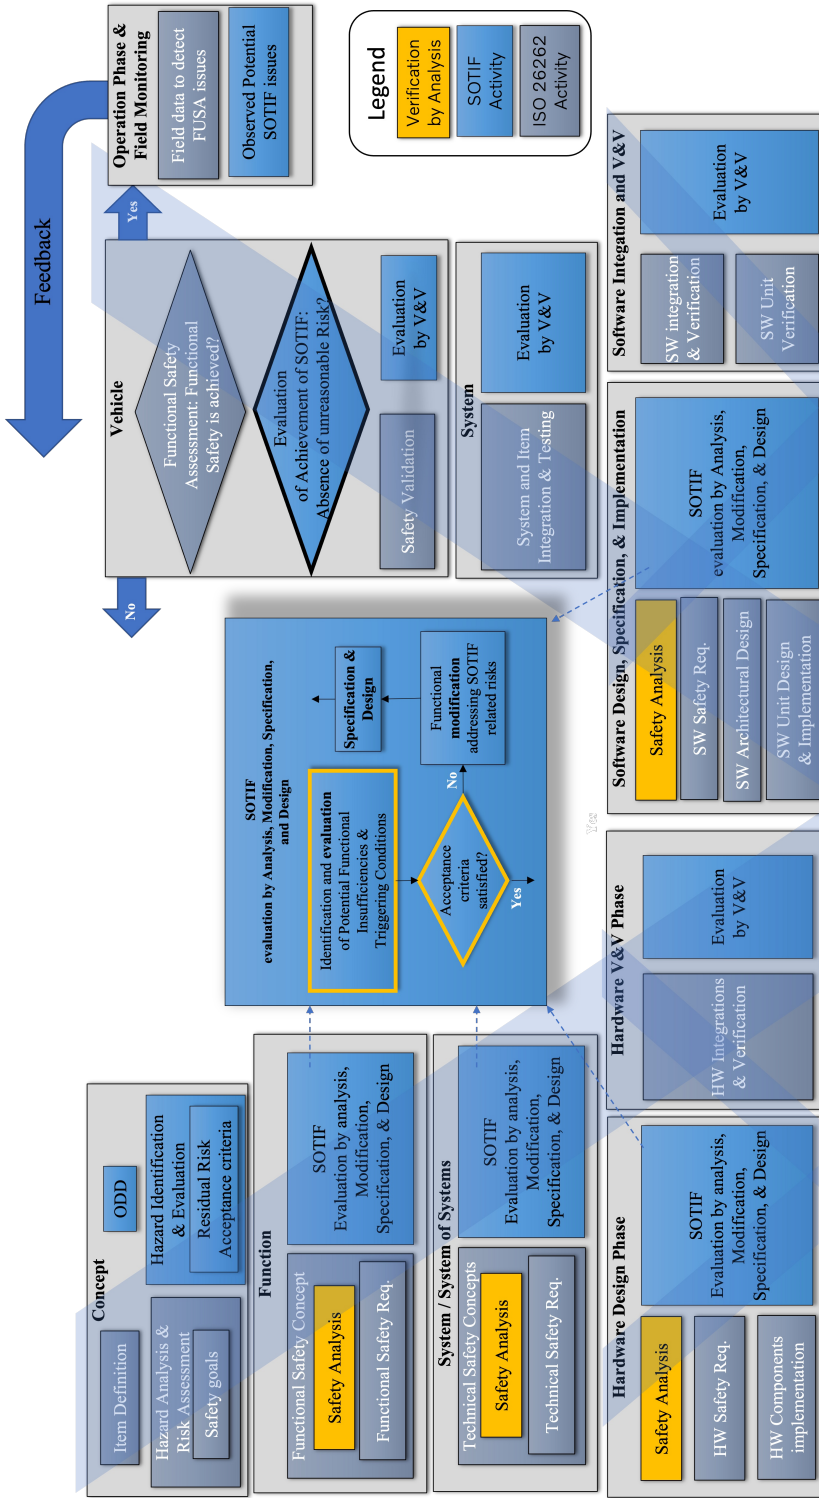 Feedback
Concept
Item Definition
ODD
Hazard Analysis &
Risk Assessment
Safety goals
Hazard Identification
& Evaluation
Residual Risk
Acceptance criteria
Function
Functional Safety Concept
Safety Analysis
Functional Safety Req.
SOTIF
Evaluation by analysis,
Modification,
Specification, & Design
System / System of Systems
Technical Safety Concepts
Safety Analysis
Technical Safety Req.
SOTIF
Evaluation by analysis,
Modification,
Specification, & Design
Hardware Design Phase
Safety Analysis
HW Safety Req.
HW Components
implementation
SOTIF
Evaluation by analysis,
Modification,
Specification, & Design
Hardware V&V Phase
HW Integrations
& Verification
Evaluation
by V&V
SOTIF
evaluation by Analysis, Modification, Specification,
and Design
Identification and evaluation
of Potential Functional
Insufficiencies &
Triggering Conditions
Acceptance
criteria
satisfied?
Yes
No
Functional
modification
addressing SOTIF
related risks
Specification &
Design
Yes
Software Design, Specification, & Implementation
Safety Analysis
SW Safety Req.
SW Architectural Design
SW Unit Design
& Implementation
SOTIF
evaluation by Analysis,
Modification,
Specification, & Design
Software Integation and V&V
SW integration
& Verification
SW Unit
Verification
Evaluation
by V&V
System
System and Item
Integration & Testing
Evaluation
by V&V
Vehicle
Functional Safety
Assessment: Functional
Safety is achieved?
Evaluation
of Achievement of SOTIF:
Absence of unreasonable Risk?
Safety Validation
Evaluation
by V&V
No
Yes
Operation Phase &
Field Monitoring
Field data to detect
FUSA issues
Observed Potential
SOTIF issues
Legend
Verification
by Analysis
SOTIF
Activity
ISO 26262
Activity